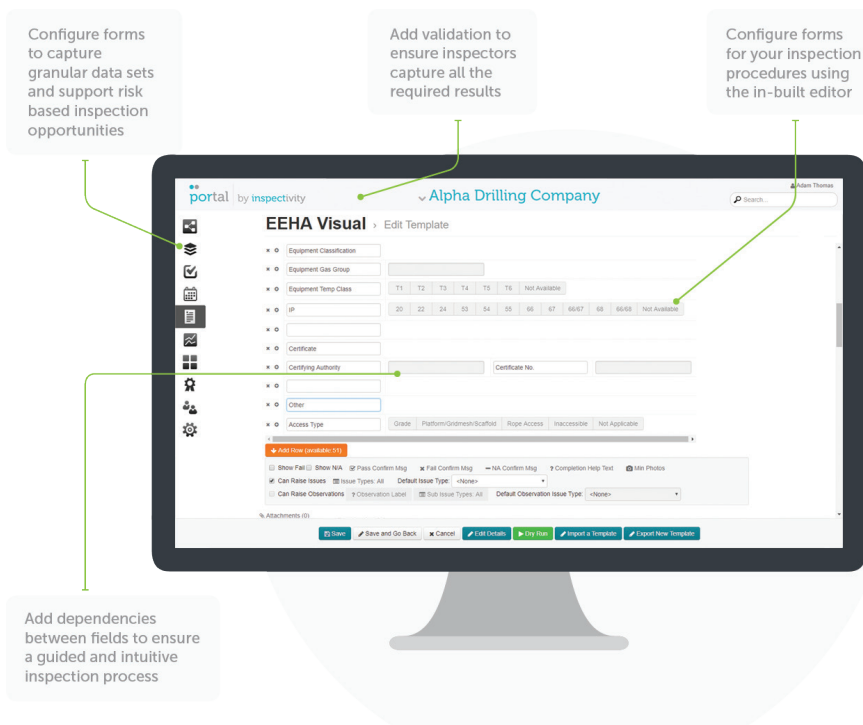 Configure forms
to capture
granular data sets
and support risk
based inspection
opportunities
Add validation to
ensure inspectors
capture all the
required results
Configure forms
for your inspection
procedures using
the in-built editor
portal by inspectivity
Alpha Drilling Company
Adam Thomas
Search...
EEHA Visual › Edit Template
Equipment Classification
Equipment Gas Group
Equipment Temp Class T1 T2 T3 T4 T5 T6 Not Available
IP 20 22 24 53 54 55 66 67 66/67 68 66/68 Not Available
Certificate
Certifying Authority Certificate No.
Other
Access Type Grade Platform/Gridmesh/Scaffold Rope Access Inaccessible Not Applicable
Add Row (available 51)
Show Fail Show N/A Pass Confirm Msg Fail Confirm Msg NA Confirm Msg ? Completion Help Text Min Photos
Can Raise Issues Issue Types: All Default Issue Type: <None>
Can Raise Observations ? Observation Label Sub Issue Types: All Default Observation Issue Type: <None>
Attachments (0)
Save Save and Go Back Cancel Edit Details Dry Run Import a Template Export New Template
Add dependencies
between fields to ensure
a guided and intuitive
inspection process